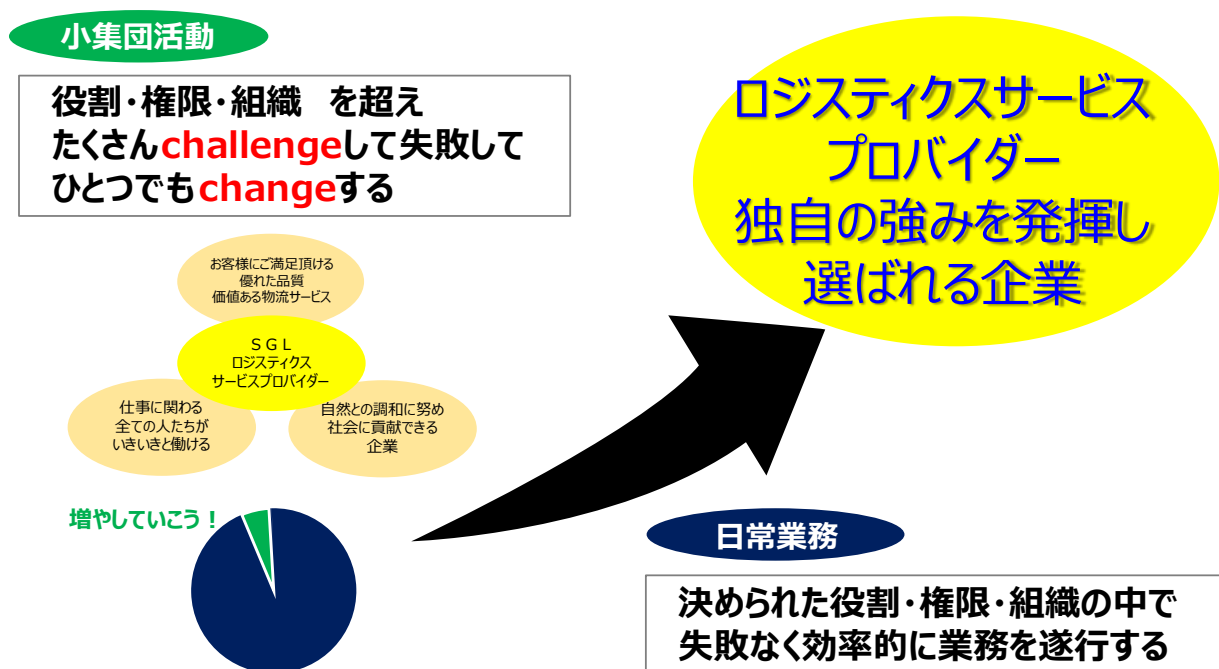 小集団活動
役割・権限・組織　を超え
たくさんchallengeして失敗して
ひとつでもchangeする
ロジスティクスサービス
プロバイダー
独自の強みを発揮し
選ばれる企業
お客様にご満足頂ける
優れた品質
価値ある物流サービス
ＳＧＬ
ロジスティクス
サービスプロバイダー
仕事に関わる
全ての人たちが
いきいきと働ける
自然との調和に努め
社会に貢献できる
企業
増やしていこう！
日常業務
決められた役割・権限・組織の中で
失敗なく効率的に業務を遂行する